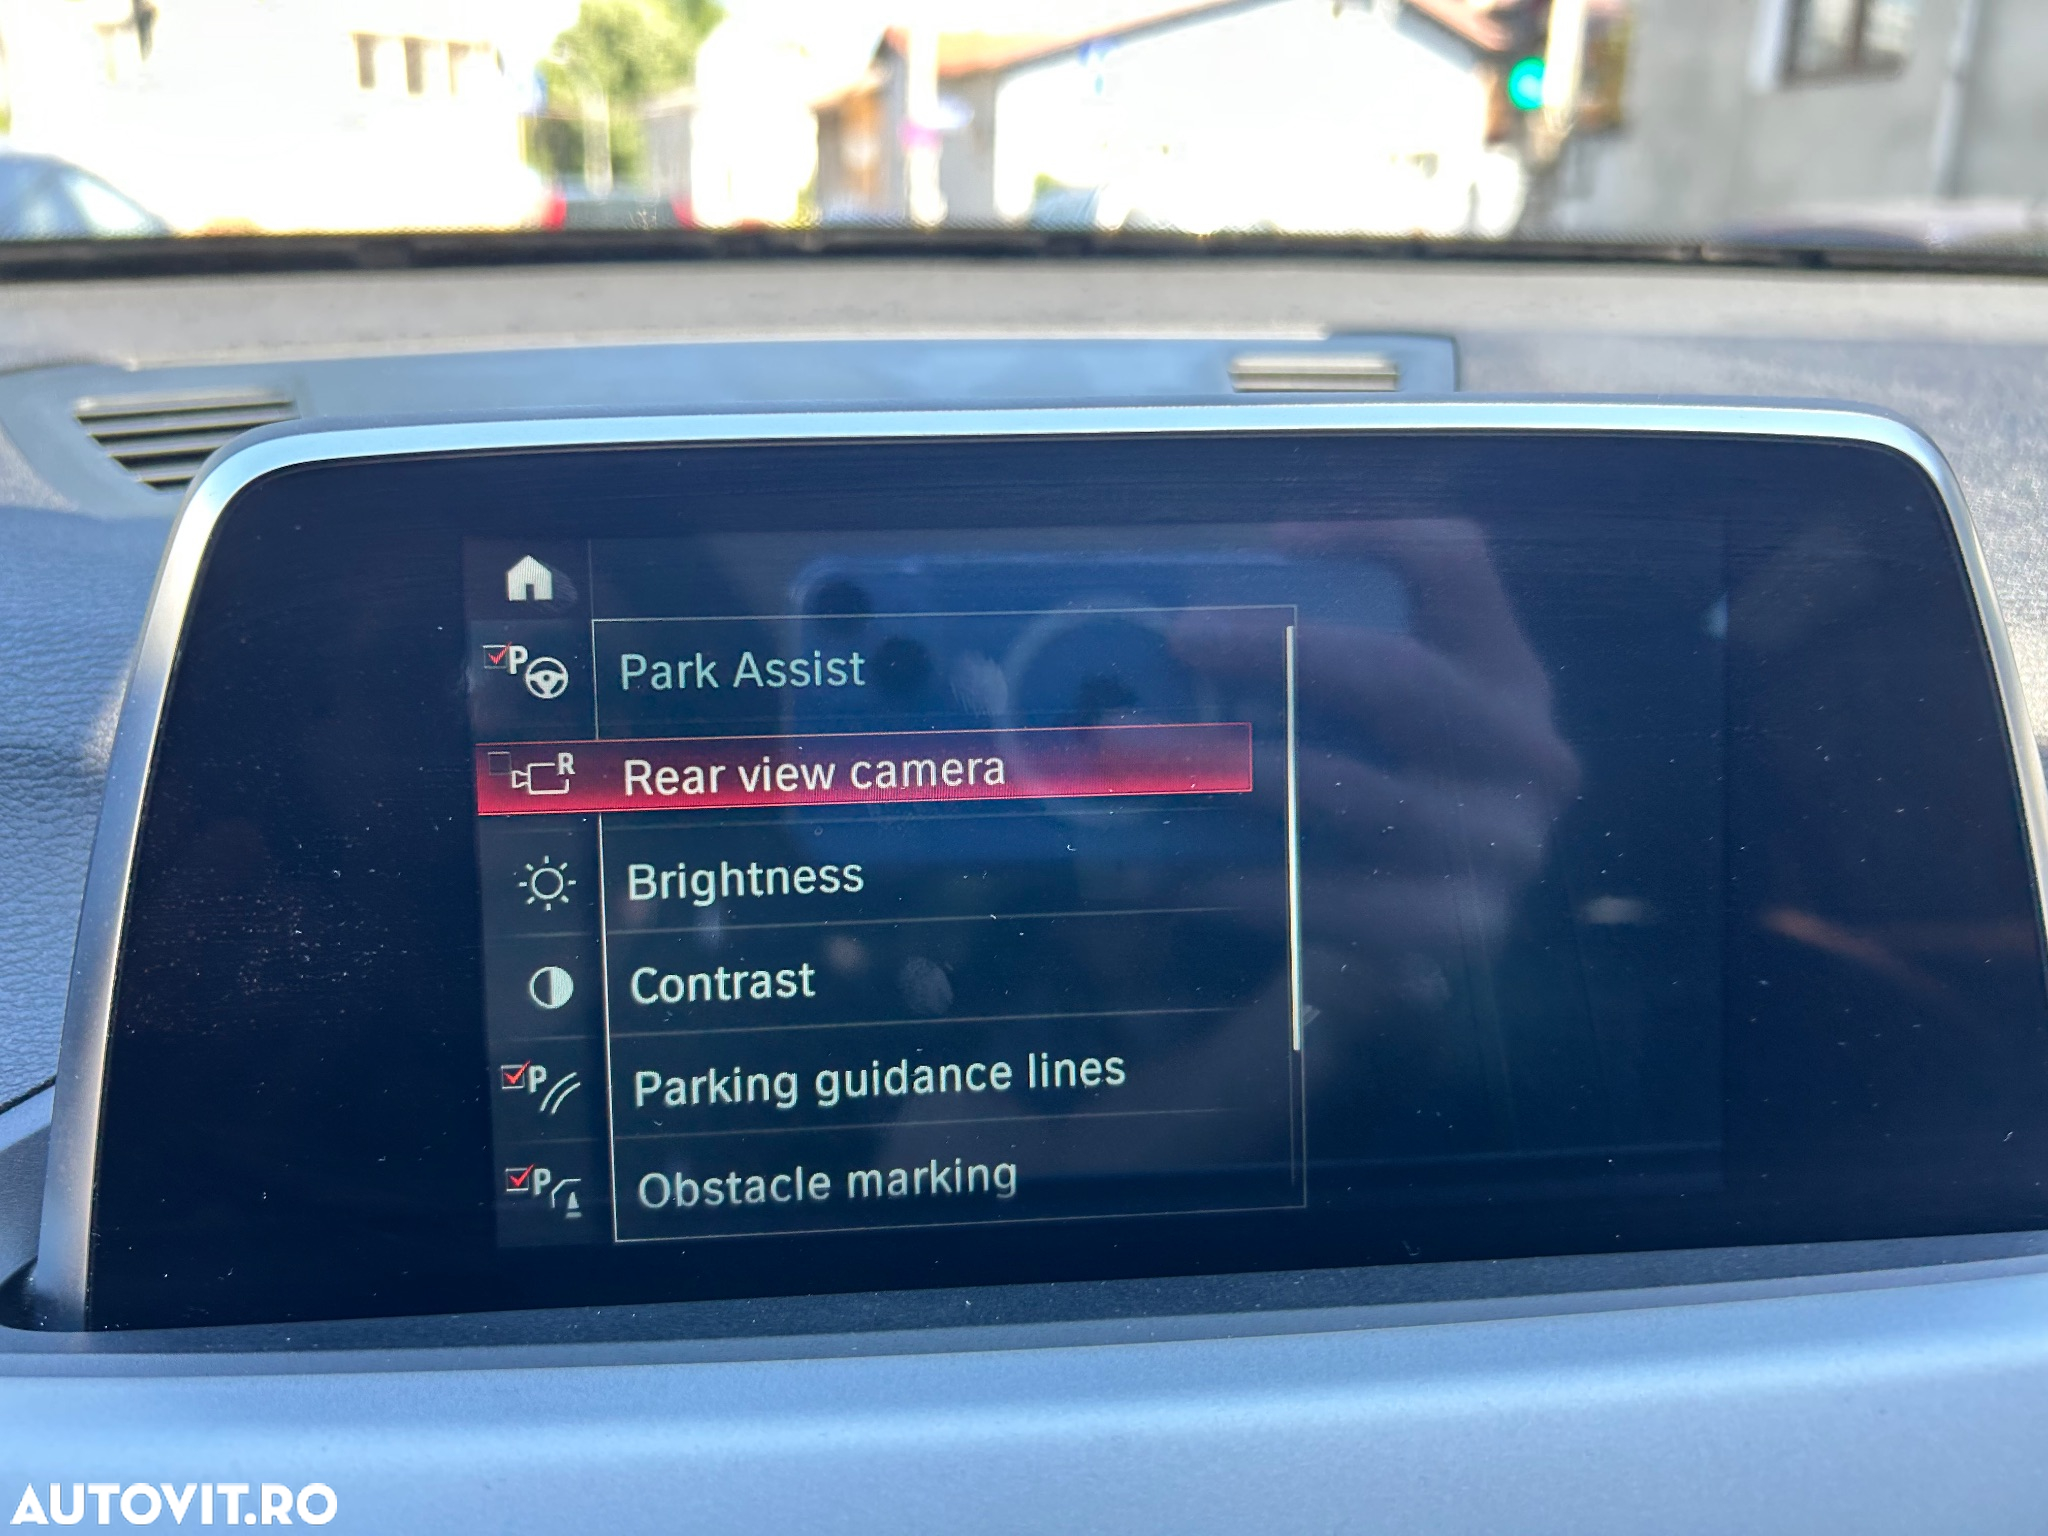 P Park Assist
R Rear view camera
Brightness
Contrast
P Parking guidance lines
P Obstacle marking
AUTOVIT.RO